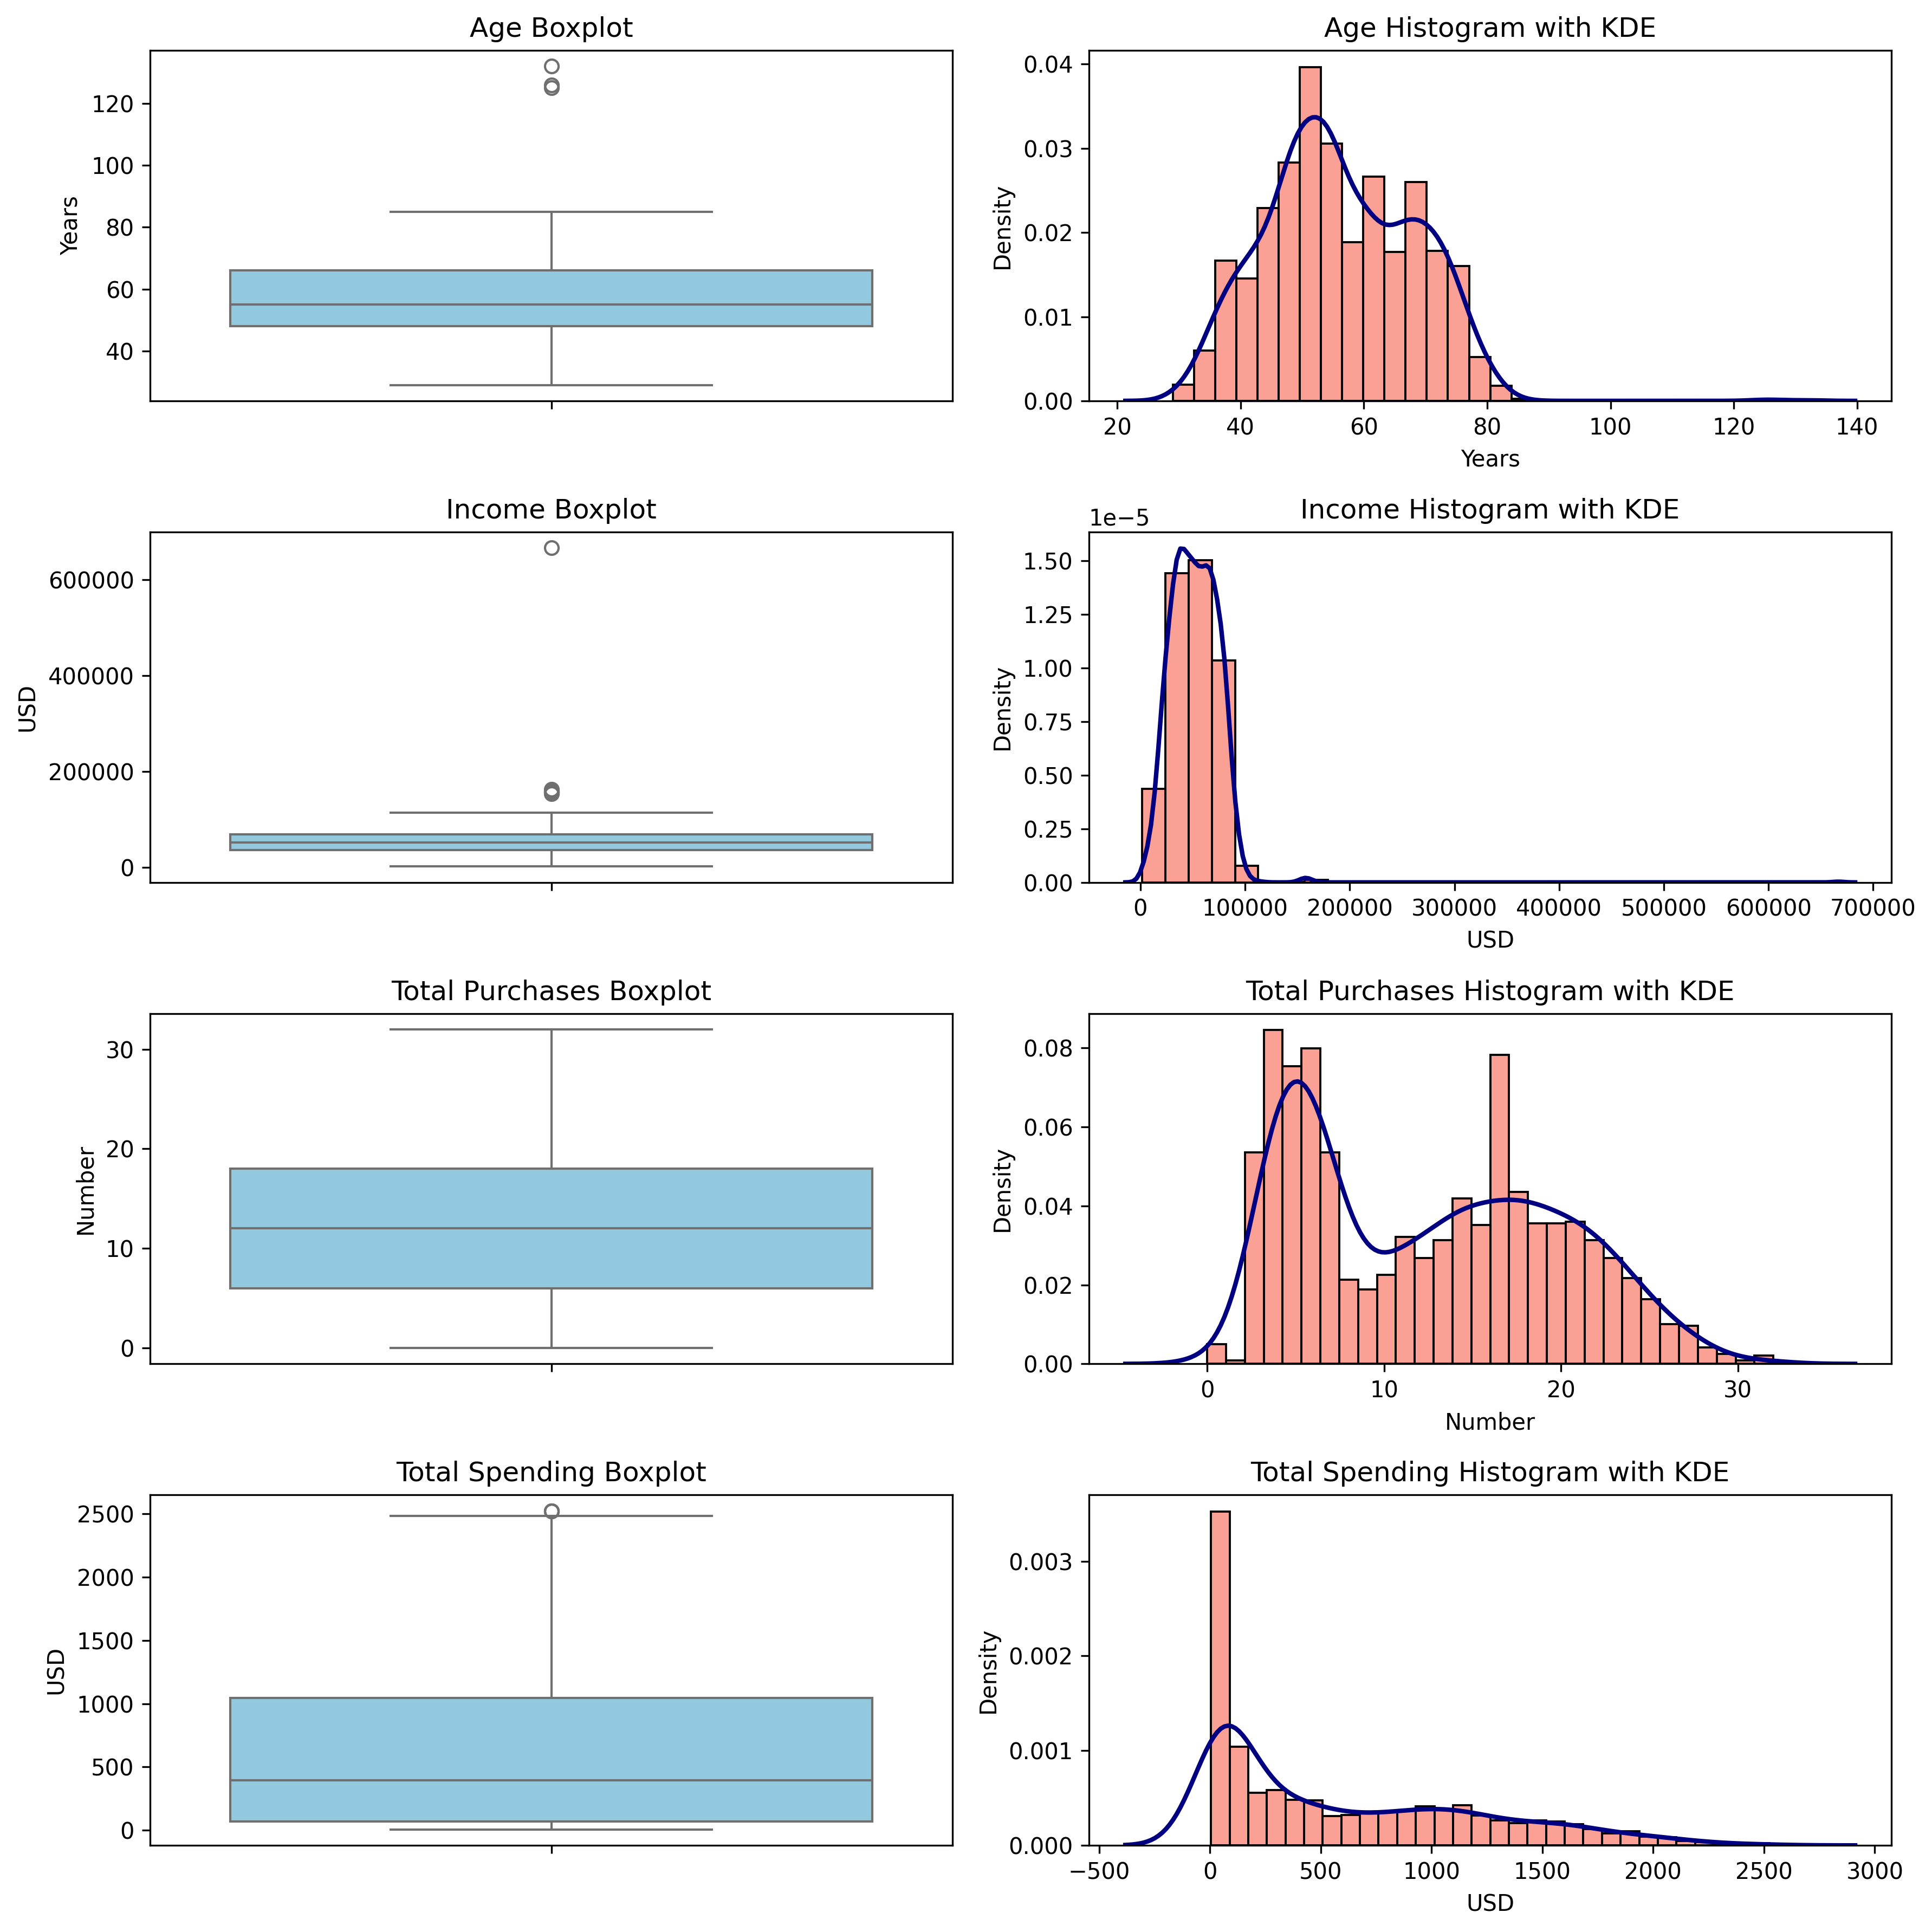 Age Boxplot
Years
120
100
80
60
40
Age Histogram with KDE
Density
0.04
0.03
0.02
0.01
0.00
20 40 60 80 100 120 140
Years
Income Boxplot
USD
600000
400000
200000
0
Income Histogram with KDE
1e−5
Density
1.50
1.25
1.00
0.75
0.50
0.25
0.00
0 100000 200000 300000 400000 500000 600000 700000
USD
Total Purchases Boxplot
Number
30
20
10
0
Total Purchases Histogram with KDE
Density
0.08
0.06
0.04
0.02
0.00
0 10 20 30
Number
Total Spending Boxplot
USD
2500
2000
1500
1000
500
0
Total Spending Histogram with KDE
Density
0.003
0.002
0.001
0.000
−500 0 500 1000 1500 2000 2500 3000
USD